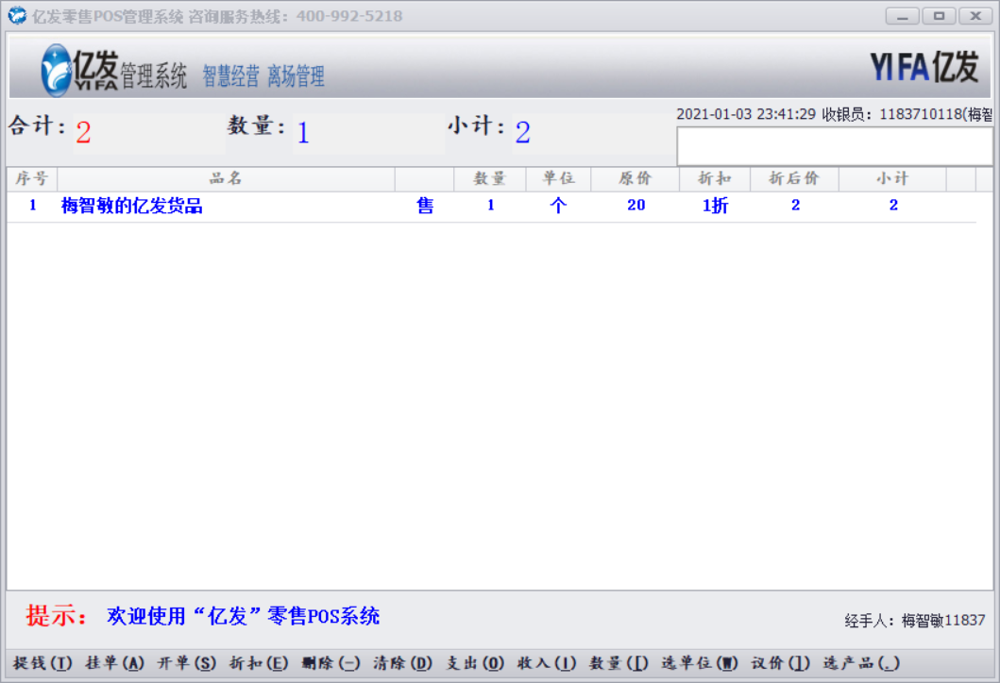 亿发零售POS管理系统 咨询服务热线：400-992-5218
亿发 YIFA 管理系统 智慧经营 离场管理 YIFA亿发
合计：2 数量：1 小计：2
2021-01-03 23:41:29 收银员：1183710118(梅智
序号 品名 数量 单位 原价 折扣 折后价 小计
1 梅智敏的亿发货品 售 1 个 20 1折 2 2
提示： 欢迎使用“亿发”零售POS系统
经手人：梅智敏11837
提钱(T) 挂单(A) 开单(S) 折扣(E) 删除(-) 清除(D) 支出(O) 收入(I) 数量([) 选单位(W) 议价(]) 选产品(.)